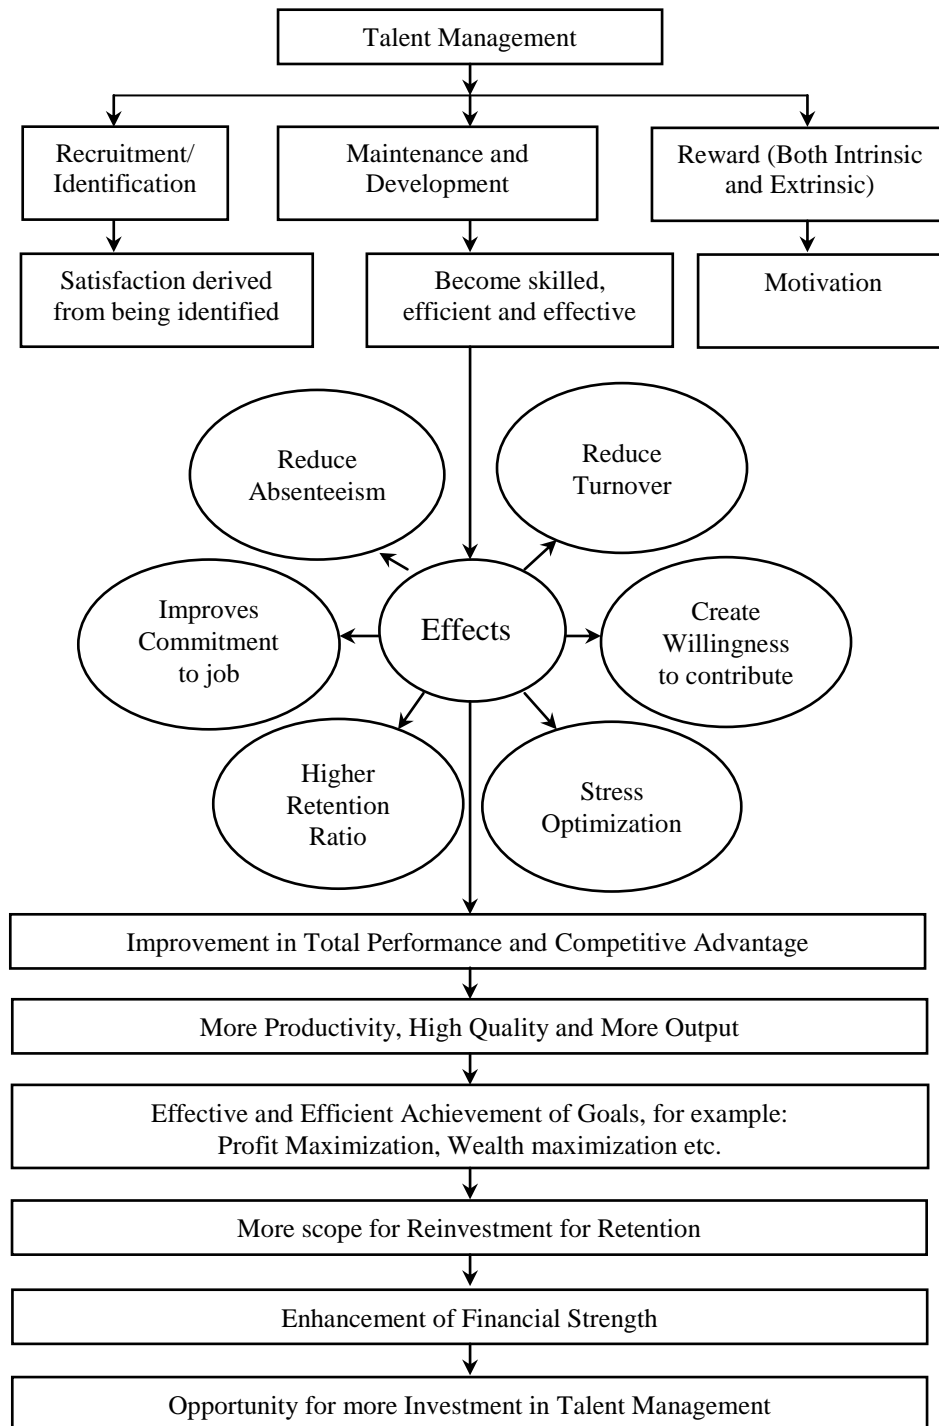 Talent Management
Recruitment/
Identification
Maintenance and
Development
Reward (Both Intrinsic
and Extrinsic)
Satisfaction derived
from being identified
Become skilled,
efficient and effective
Motivation
Reduce
Absenteeism
Reduce
Turnover
Improves
Commitment
to job
Effects
Create
Willingness
to contribute
Higher
Retention
Ratio
Stress
Optimization
Improvement in Total Performance and Competitive Advantage
More Productivity, High Quality and More Output
Effective and Efficient Achievement of Goals, for example:
Profit Maximization, Wealth maximization etc.
More scope for Reinvestment for Retention
Enhancement of Financial Strength
Opportunity for more Investment in Talent Management